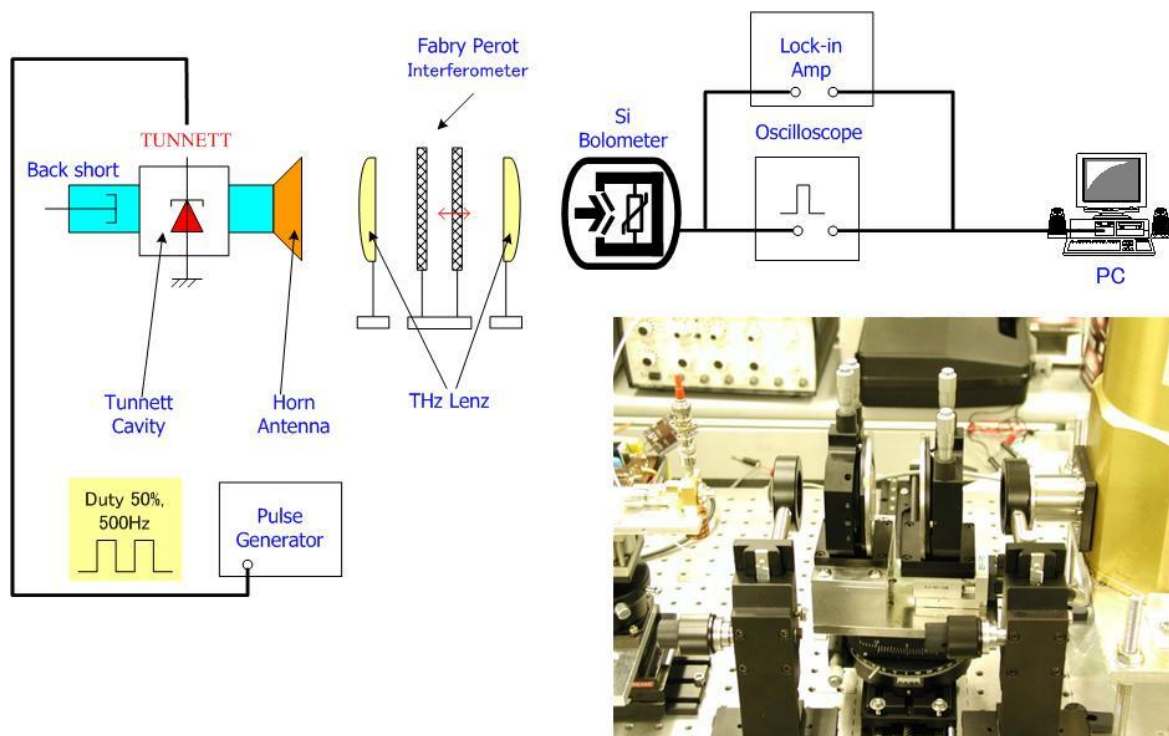 Fabry Perot
Interferometer
Lock-in
Amp
Si
Bolometer
Oscilloscope
TUNNETT
Back short
PC
Tunnett
Cavity
Horn
Antenna
THz Lenz
Duty 50%,
500Hz
Pulse
Generator